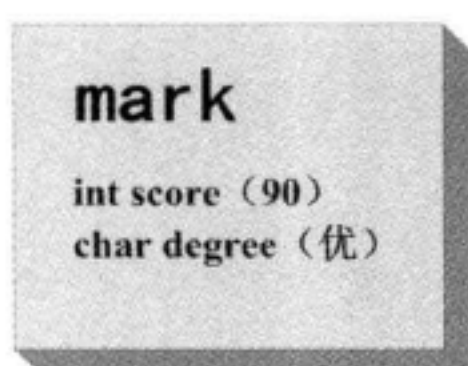 mark
int score（90）
char degree（优）